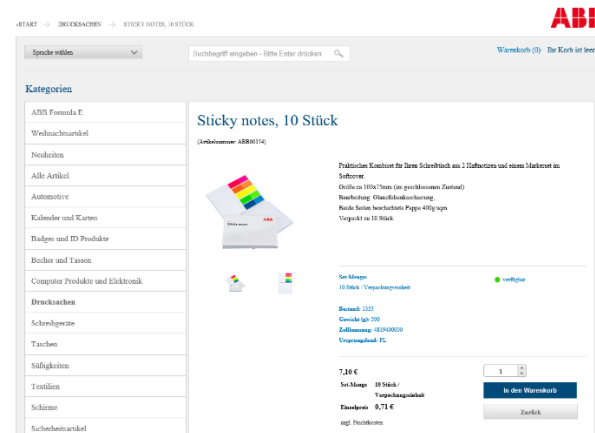 START → DRUCKSACHEN → STICKY NOTES, 10 STÜCK
ABB
Sprache wählen
Suchbegriff eingeben - Bitte Enter drücken
Warenkorb (0) Ihr Korb ist leer
Kategorien
ABB Formula E
Weihnachtsartikel
Neuheiten
Alle Artikel
Automotive
Kalender und Karten
Badges und ID Produkte
Becher und Tassen
Computer Produkte und Elektronik
Drucksachen
Schreibgeräte
Taschen
Süßigkeiten
Textilien
Schirme
Sicherheitsartikel
Sticky notes, 10 Stück
(Artikelnummer: ABB00154)
Praktisches Kombiset für Ihren Schreibtisch aus 2 Haftnotizen und einem Markerset im
Softcover.
Größe ca 100x75mm (im geschlossenen Zustand)
Bearbeitung: Glanzfolienkaschierung,
Beide Seiten beschichtete Pappe 400g/sqm
Verpackt zu 10 Stück
ABB
Set-Menge:
10 Stück / Verpackungseinheit
verfügbar
Bestand: 1335
Gewicht (g): 500
Zollnummer: 4819400000
Ursprungsland: PL
7,10 €
1
Set-Menge 10 Stück /
Verpackungseinheit
In den Warenkorb
Einzelpreis 0,71 €
Zurück
zzgl. Frachtkosten